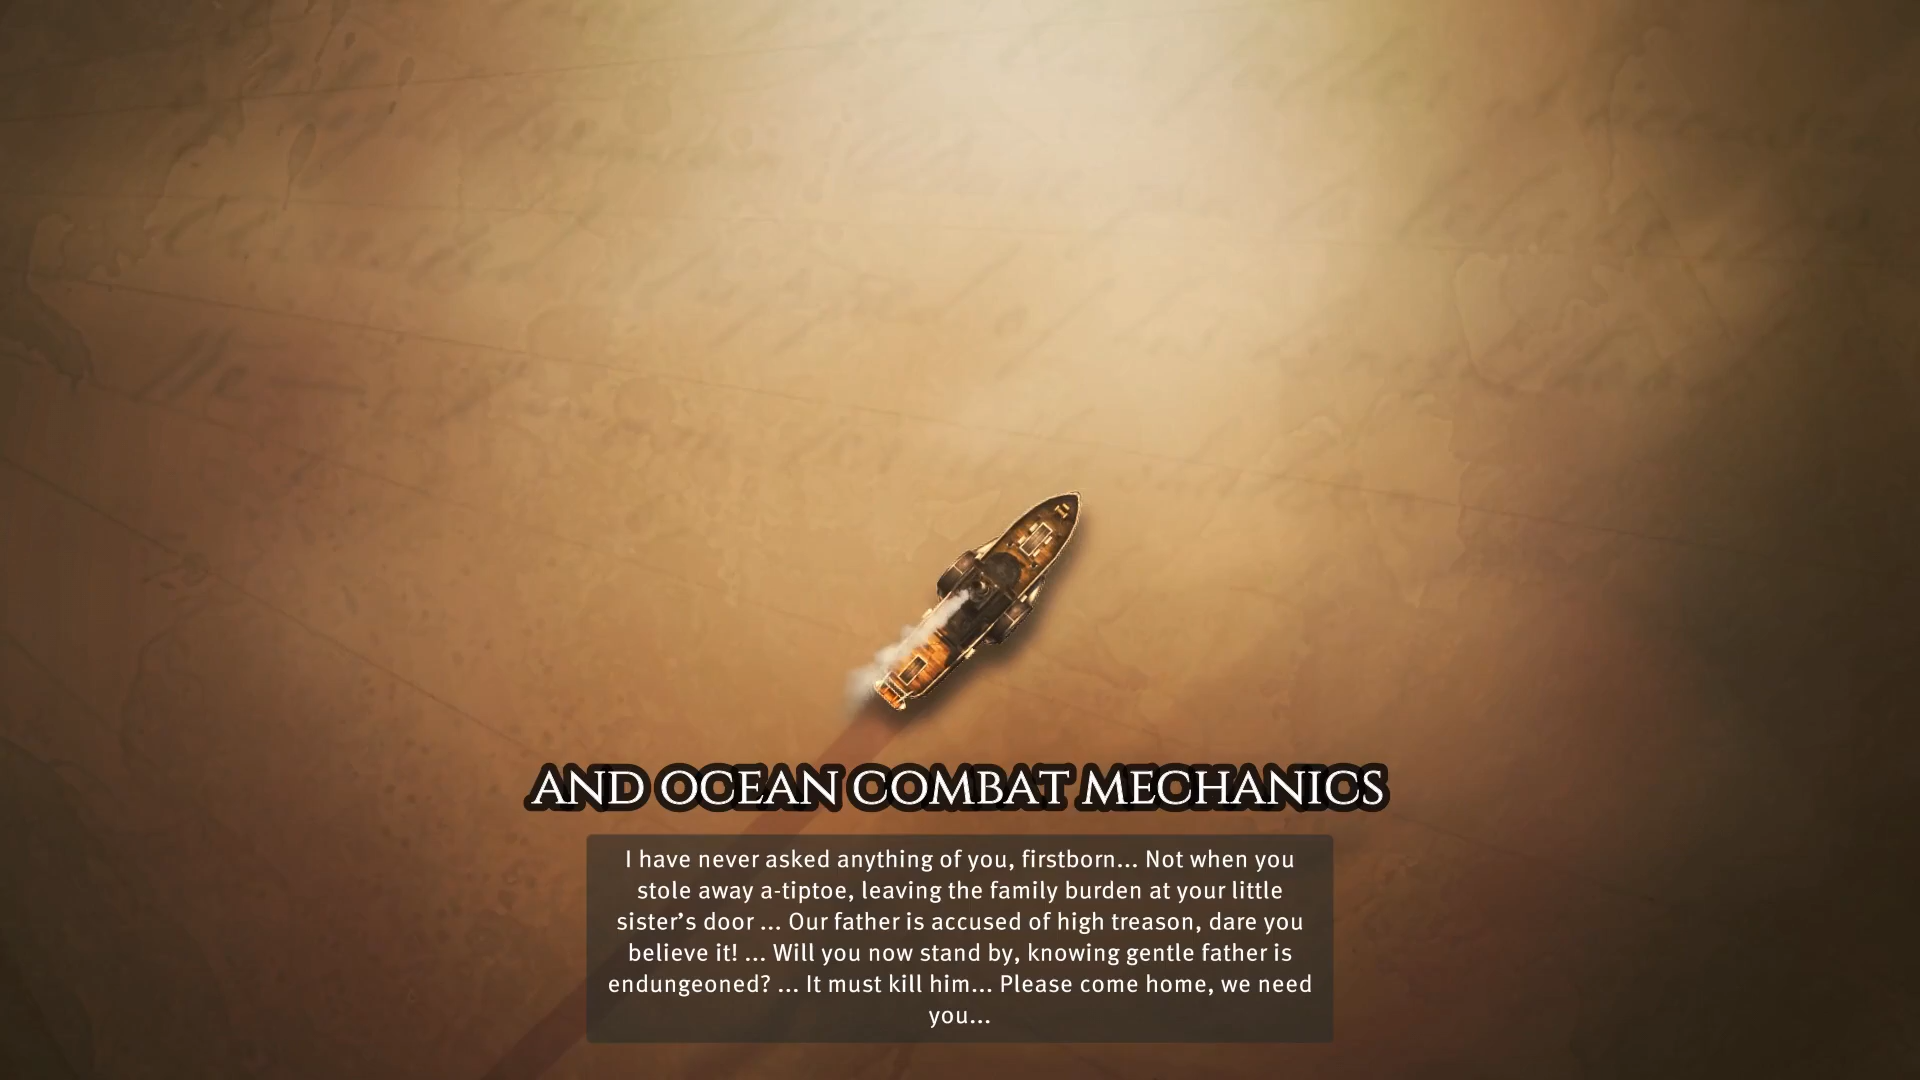 AND OCEAN COMBAT MECHANICS
I have never asked anything of you, firstborn... Not when you
stole away a-tiptoe, leaving the family burden at your little
sister's door ... Our father is accused of high treason, dare you
believe it! ... Will you now stand by, knowing gentle father is
endungeoned? ... It must kill him... Please come home, we need
you...